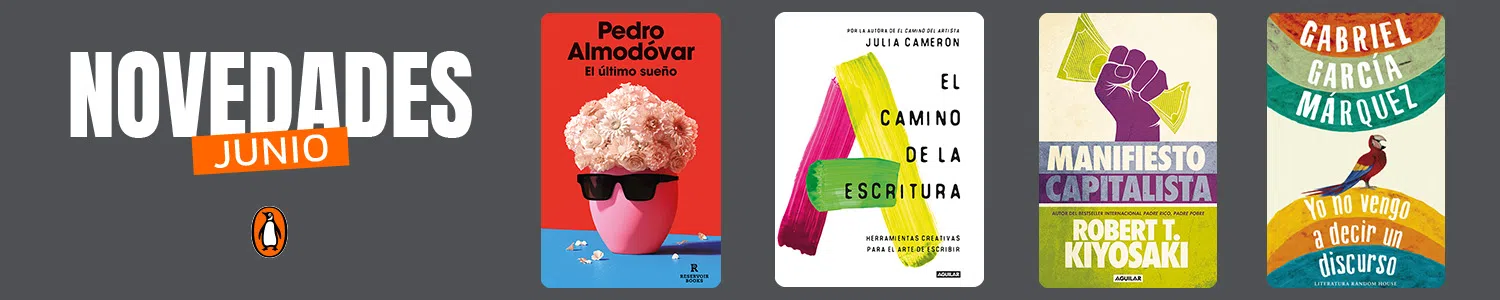 NOVEDADES
JUNIO
Pedro
Almodóvar
El último sueño
R
RESERVOIR
BOOKS
POR LA AUTORA DE EL CAMINO DEL ARTISTA
JULIA CAMERON
EL
CAMINO
DE LA
ESCRITURA
HERRAMIENTAS CREATIVAS
PARA EL ARTE DE ESCRIBIR
AGUILAR
MANIFIESTO
CAPITALISTA
AUTOR DEL BESTSELLER INTERNACIONAL PADRE RICO, PADRE POBRE
ROBERT T.
KIYOSAKI
AGUILAR
GABRIEL
GARCÍA
MÁRQUEZ
Yo no vengo
a decir un
discurso
LITERATURA RANDOM HOUSE